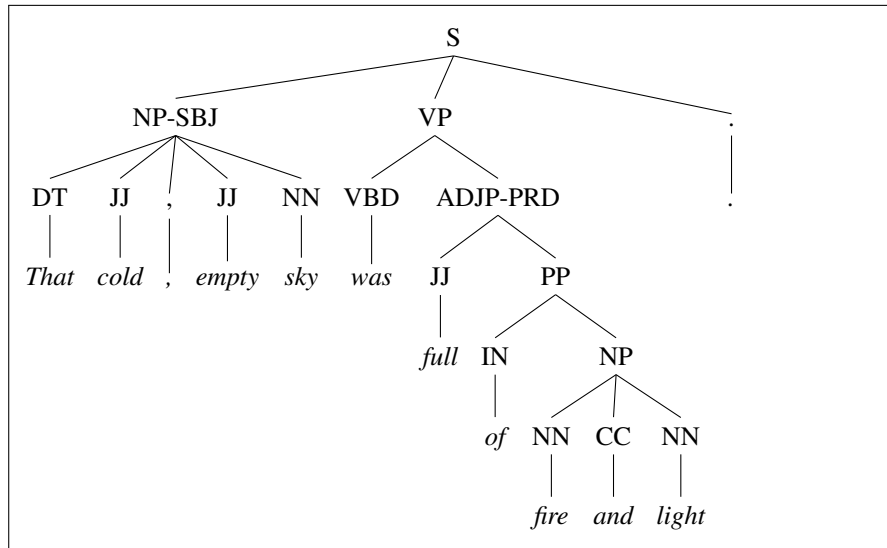 S
NP-SBJ VP .
DT JJ , JJ NN VBD ADJP-PRD .
That cold , empty sky was JJ PP
full IN NP
of NN CC NN
fire and light